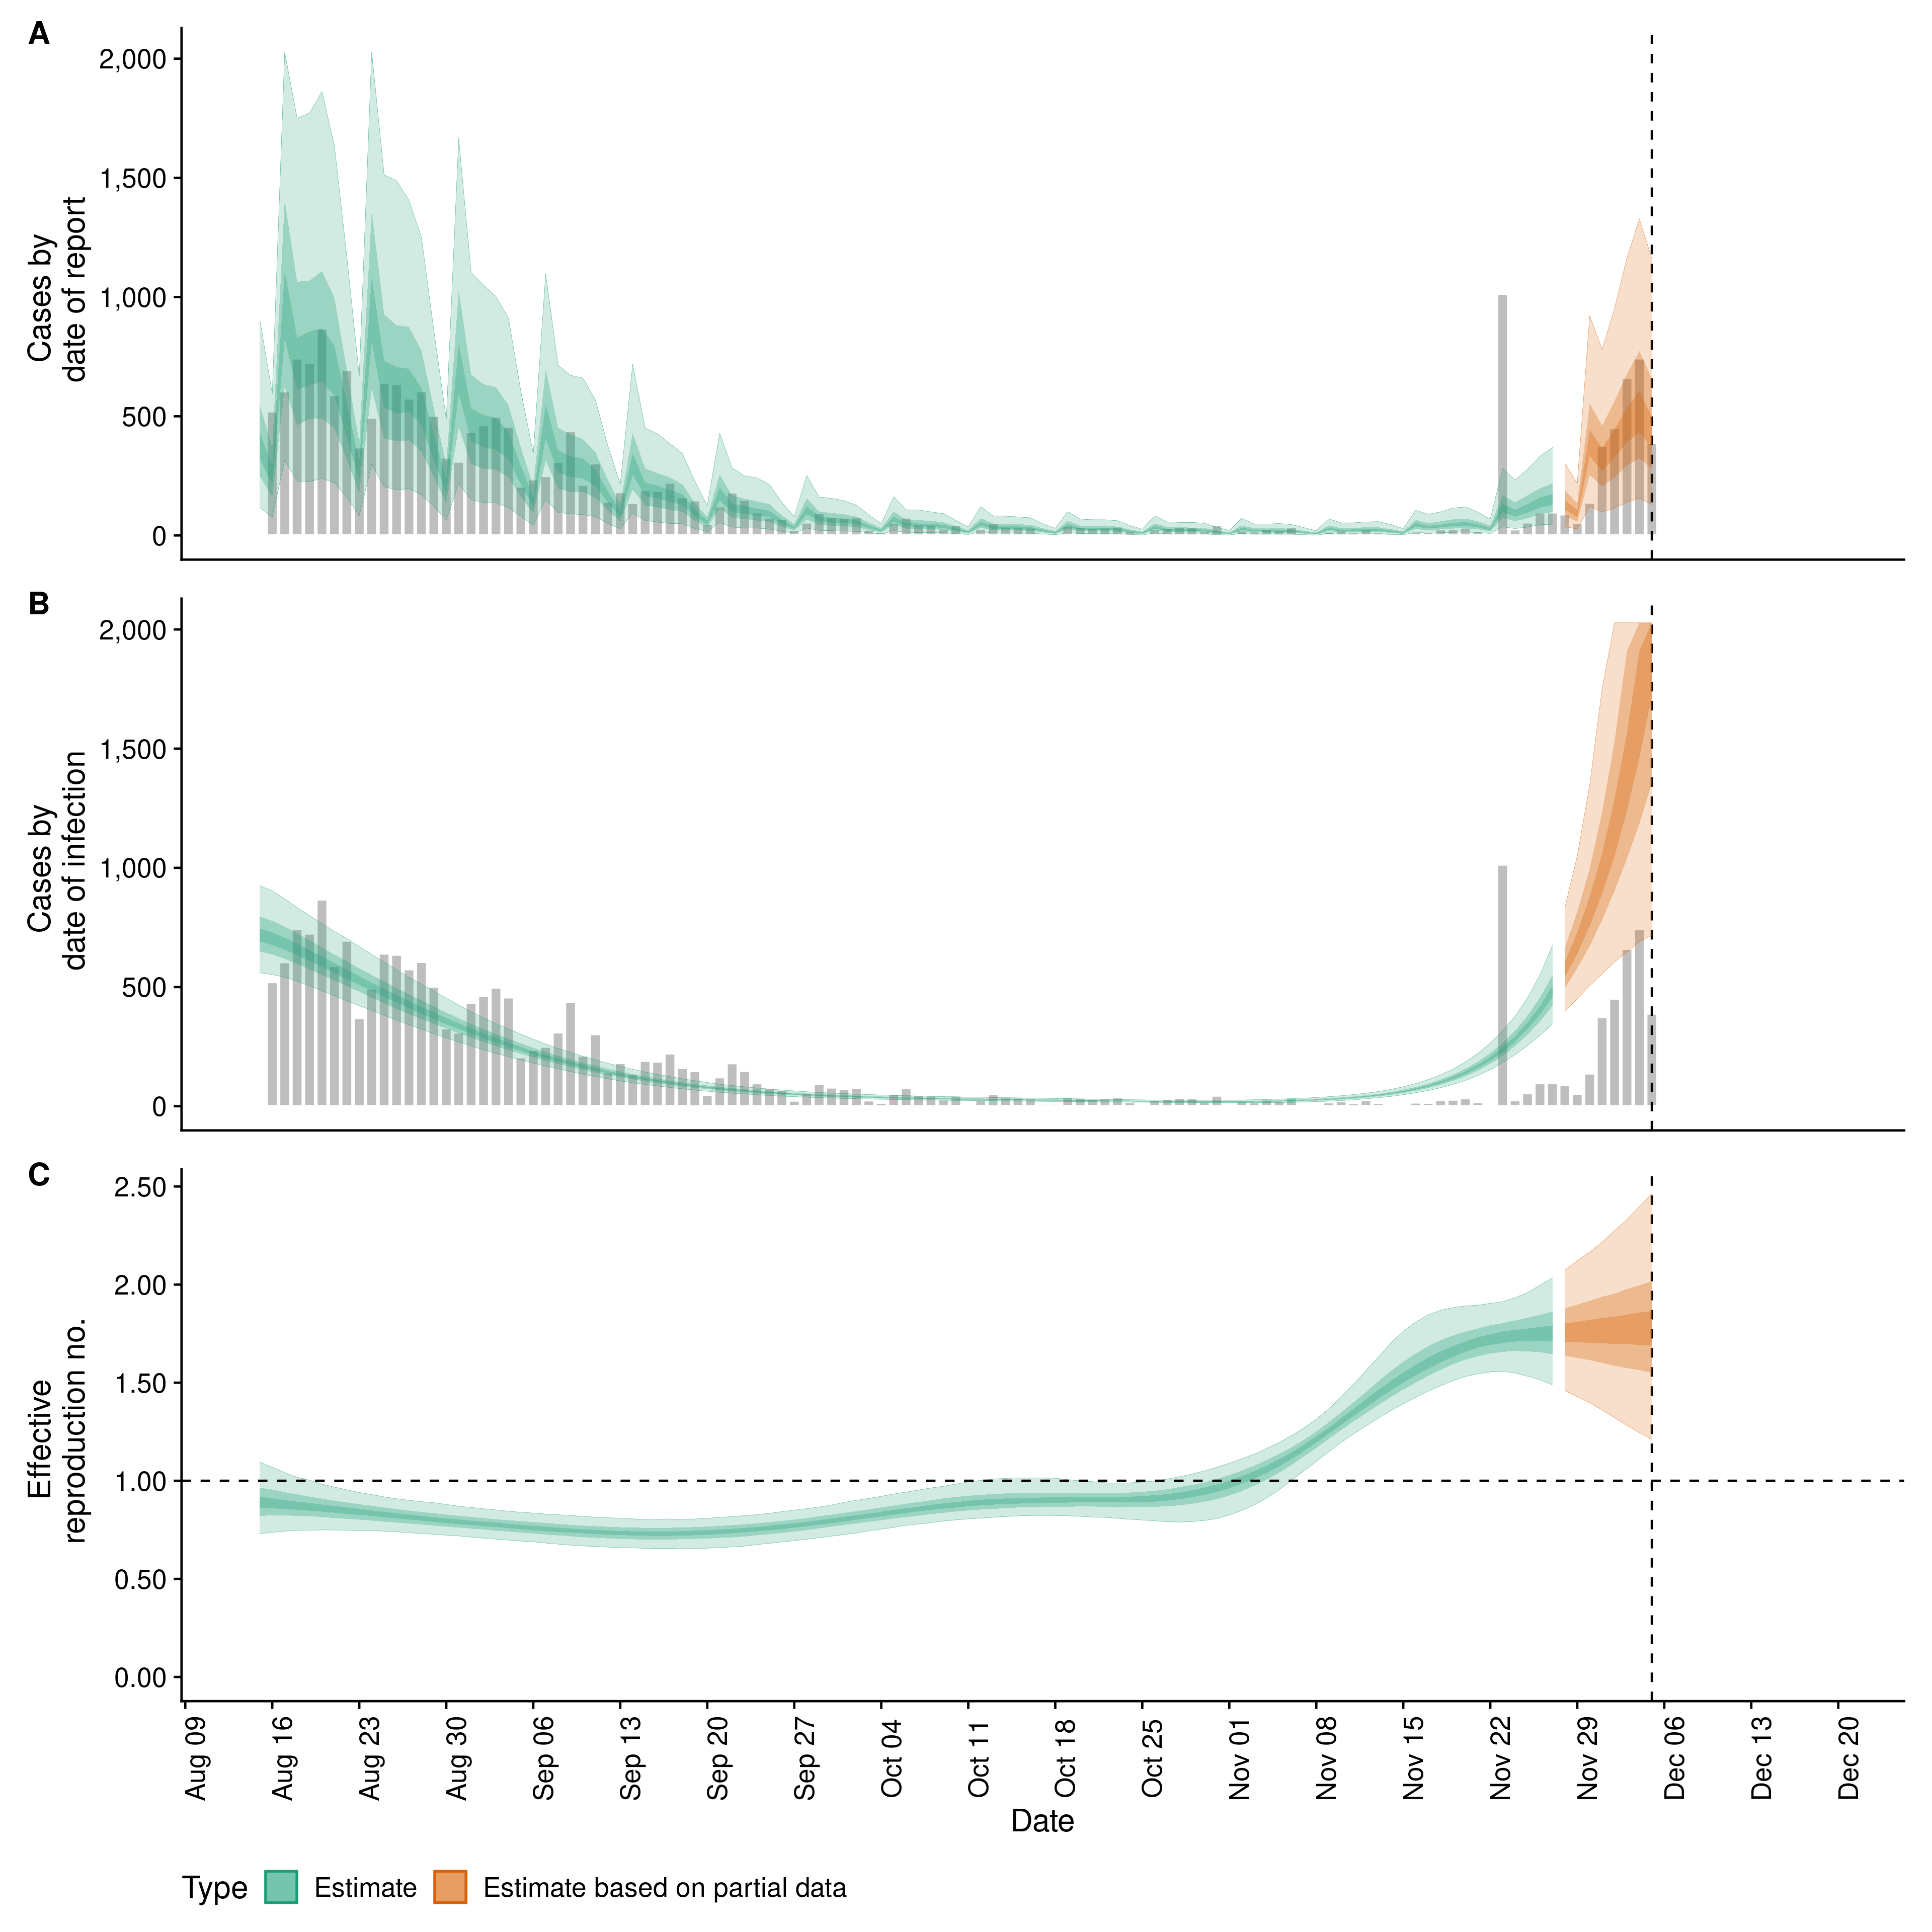 A
Cases by
date of report
2,000
1,500
1,000
500
0
B
Cases by
date of infection
2,000
1,500
1,000
500
0
C
Effective
reproduction no.
2.50
2.00
1.50
1.00
0.50
0.00
Aug 09
Aug 16
Aug 23
Aug 30
Sep 06
Sep 13
Sep 20
Sep 27
Oct 04
Oct 11
Oct 18
Oct 25
Nov 01
Nov 08
Nov 15
Nov 22
Nov 29
Dec 06
Dec 13
Dec 20
Date
Type Estimate Estimate based on partial data